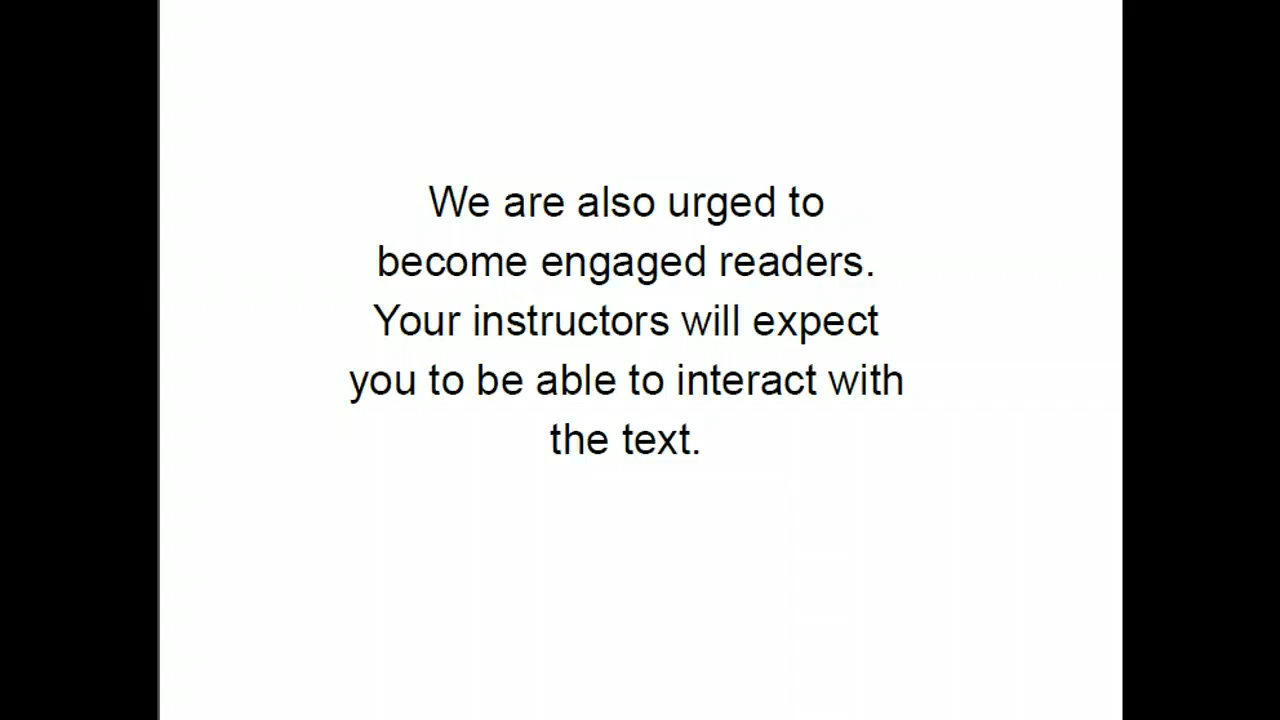 We are also urged to
become engaged readers.
Your instructors will expect
you to be able to interact with
the text.